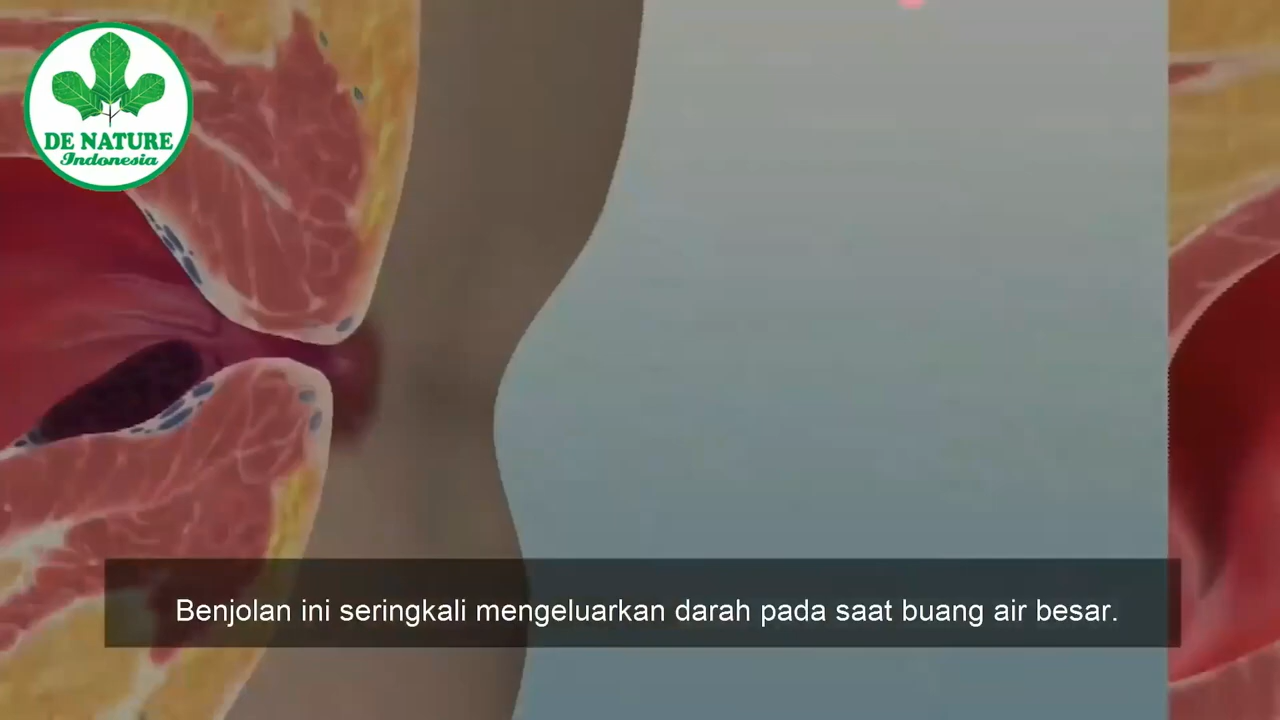 DE NATURE
Indonesia
Benjolan ini seringkali mengeluarkan darah pada saat buang air besar.